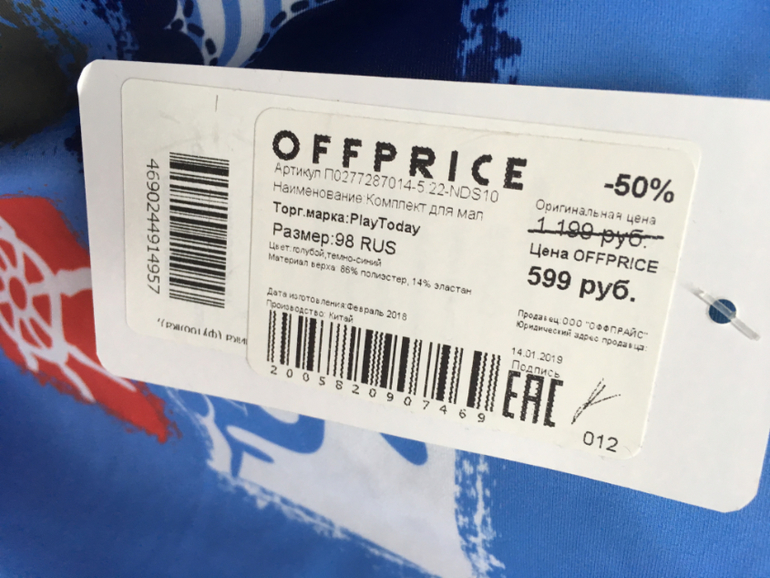 OFFPRICE
Артикул П0277287014-5.22-NDS10
Наименование:Комплект для мал
Торг.марка:PlayToday
Размер:98 RUS
Цвет:голубой,темно-синий
Материал верха: 86% полиэстер, 14% эластан
Дата изготовления:Февраль 2018
Производство: Китай
2005820907469
-50%
Оригинальная цена
1 199 руб.
Цена OFFPRICE
599 руб.
Продавец:ООО "ОФФПРАЙС"
Юридический адрес продавца:
14.01.2019
Подпись
EAC
012
4690244914957
(футболка),